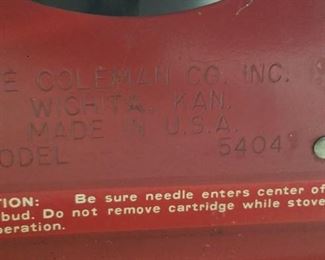 E COLEMAN CO. INC.
WICHITA, KAN.
MADE IN U.S.A.
ODEL 5404
TION: Be sure needle enters center of
bud. Do not remove cartridge while stove
peration.